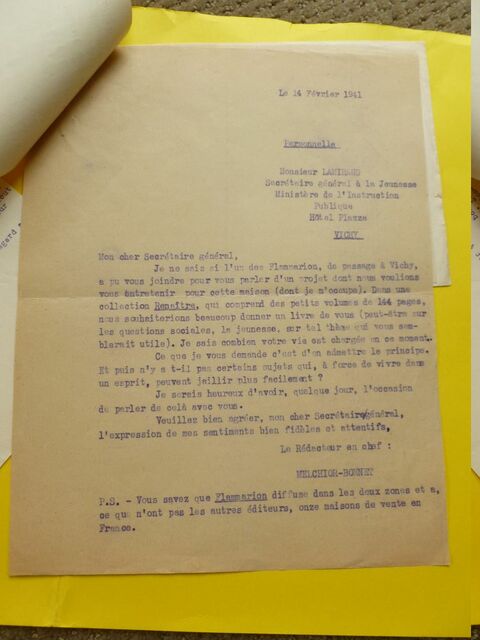 Le 14 Février 1941
Personnelle
Monsieur LAMIRAND
Secrétaire général à la Jeunesse
Ministère de l'Instruction
Publique
Hôtel Plazza
VICHY
Mon cher Secrétaire général,
Je ne sais si l'un des Flammarion, de passage à Vichy,
a pu vous joindre pour vous parler d'un projet dont nous voulions
vous entretenir pour cette maison (dont je m'occupe). Dans une
collection Renaître, qui comprend des petits volumes de 144 pages,
nous souhaiterions beaucoup donner un livre de vous (peut-être sur
les questions sociales, la jeunesse, sur tel thème qui vous sem-
blerait utile). Je sais combien votre vie est chargée en ce moment.
Ce que je vous demande c'est d'en admettre le principe.
Et puis n'y a t-il pas certains sujets qui, à force de vivre dans
un esprit, peuvent jaillir plus facilement ?
Je serais heureux d'avoir, quelque jour, l'occasion
de parler de celà avec vous.
Veuillez bien agréer, mon cher Secrétaire général,
l'expression de mes sentiments bien fidèles et attentifs,
Le Rédacteur en chef :
MELCHIOR-BONNET
P.S. - Vous savez que Flammarion diffuse dans les deux zones et a,
ce que n'ont pas les autres éditeurs, onze maisons de vente en
France.